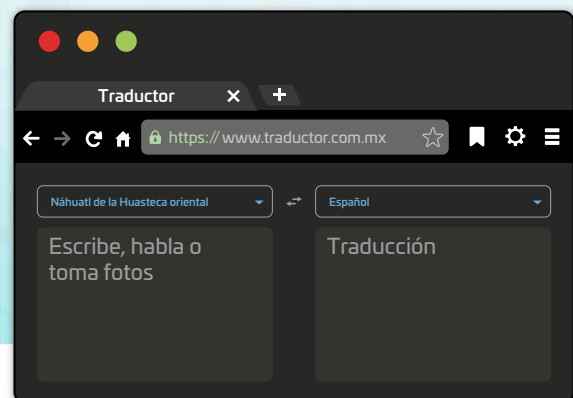 Traductor
https://www.traductor.com.mx
Náhuatl de la Huasteca oriental
Español
Escribe, habla o
toma fotos
Traducción